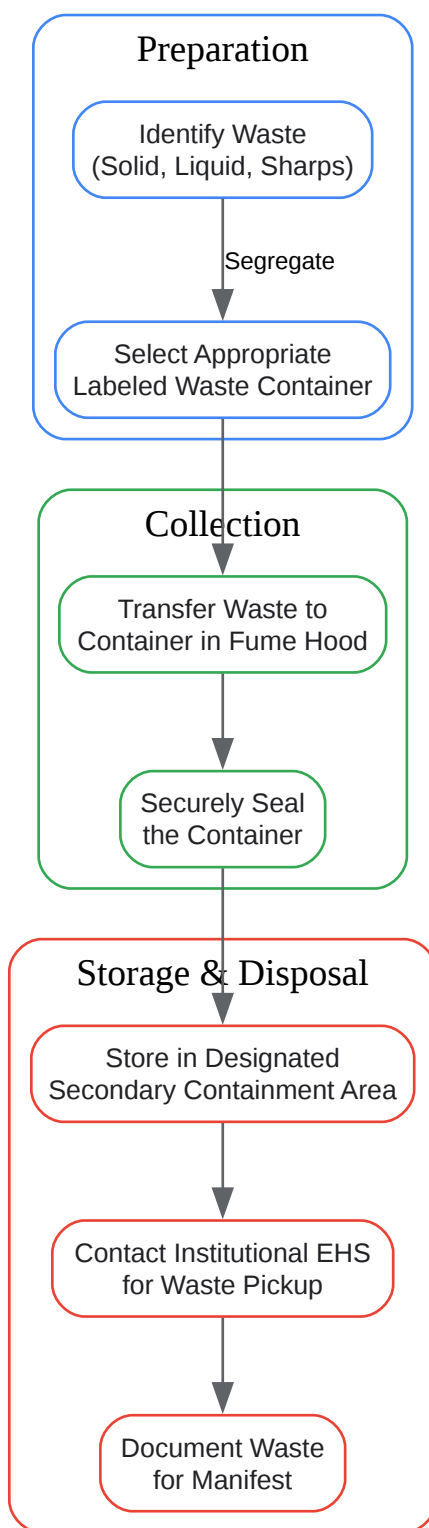 Preparation
Identify Waste
(Solid, Liquid, Sharps)
Segregate
Select Appropriate
Labeled Waste Container
Collection
Transfer Waste to
Container in Fume Hood
Securely Seal
the Container
Storage & Disposal
Store in Designated
Secondary Containment Area
Contact Institutional EHS
for Waste Pickup
Document Waste
for Manifest